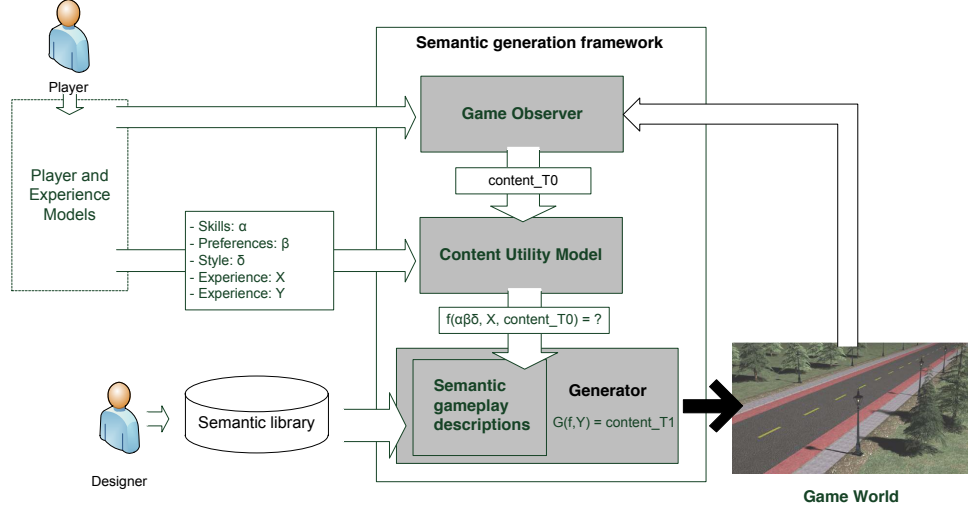 Semantic generation framework
Player
Game Observer
content_T0
Player and
Experience
Models
- Skills: α
- Preferences: β
- Style: δ
- Experience: X
- Experience: Y
Content Utility Model
f(αβδ, X, content_T0) = ?
Semantic
gameplay
descriptions
Generator
G(f,Y) = content_T1
Semantic library
Designer
Game World